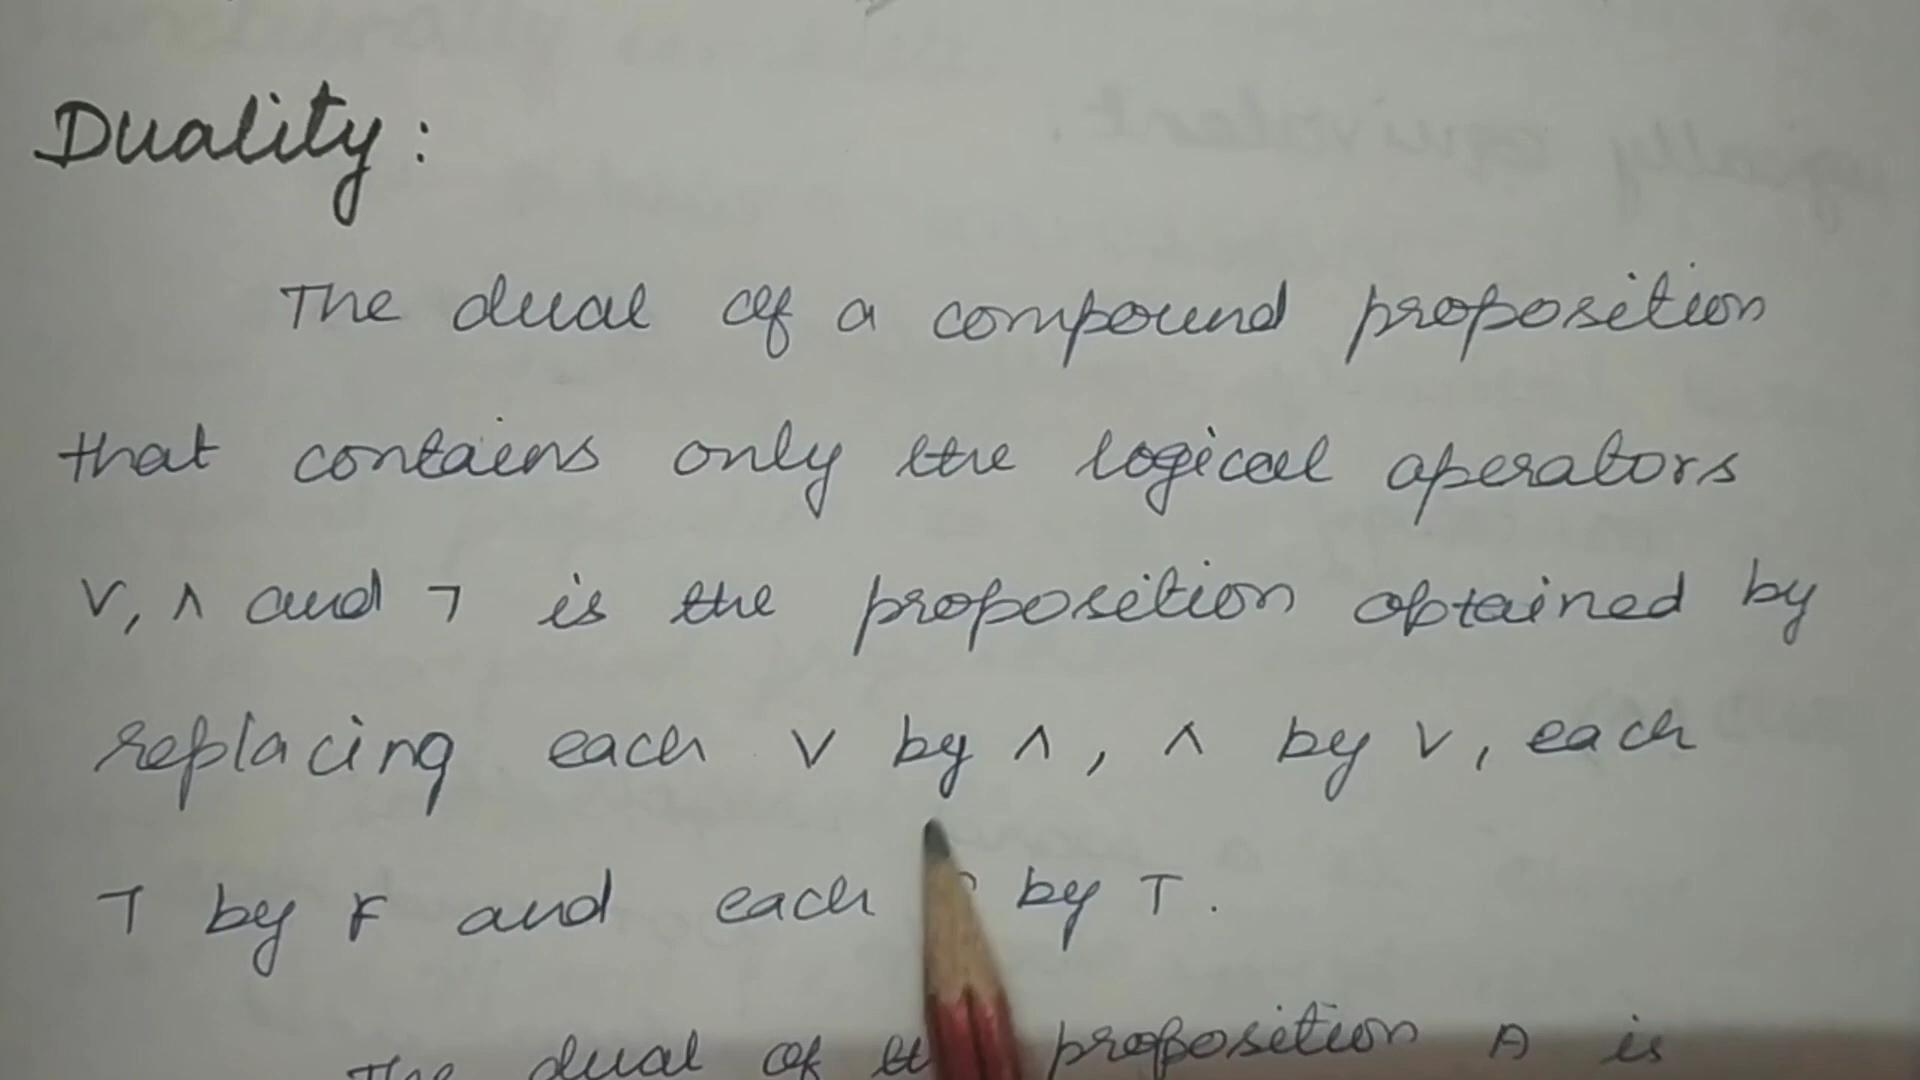 Duality:
The dual of a compound proposition
that contains only the logical operators
∨, ∧ and ¬ is the proposition obtained by
replacing each ∨ by ∧, ∧ by ∨, each
T by F and each by T.
The dual of proposition A is